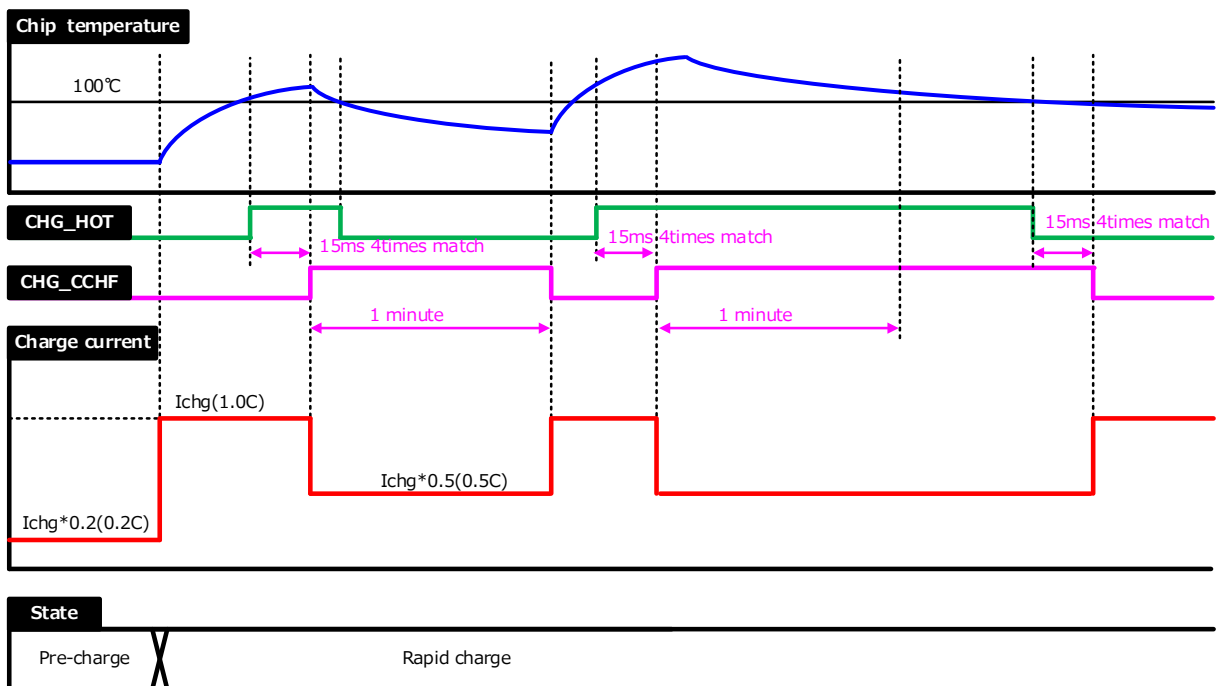 Chip temperature
100℃
CHG_HOT
15ms 4times match
15ms 4times match
15ms 4times match
CHG_CCHF
1 minute
1 minute
Charge current
Ichg(1.0C)
Ichg*0.5(0.5C)
Ichg*0.2(0.2C)
State
Pre-charge
Rapid charge